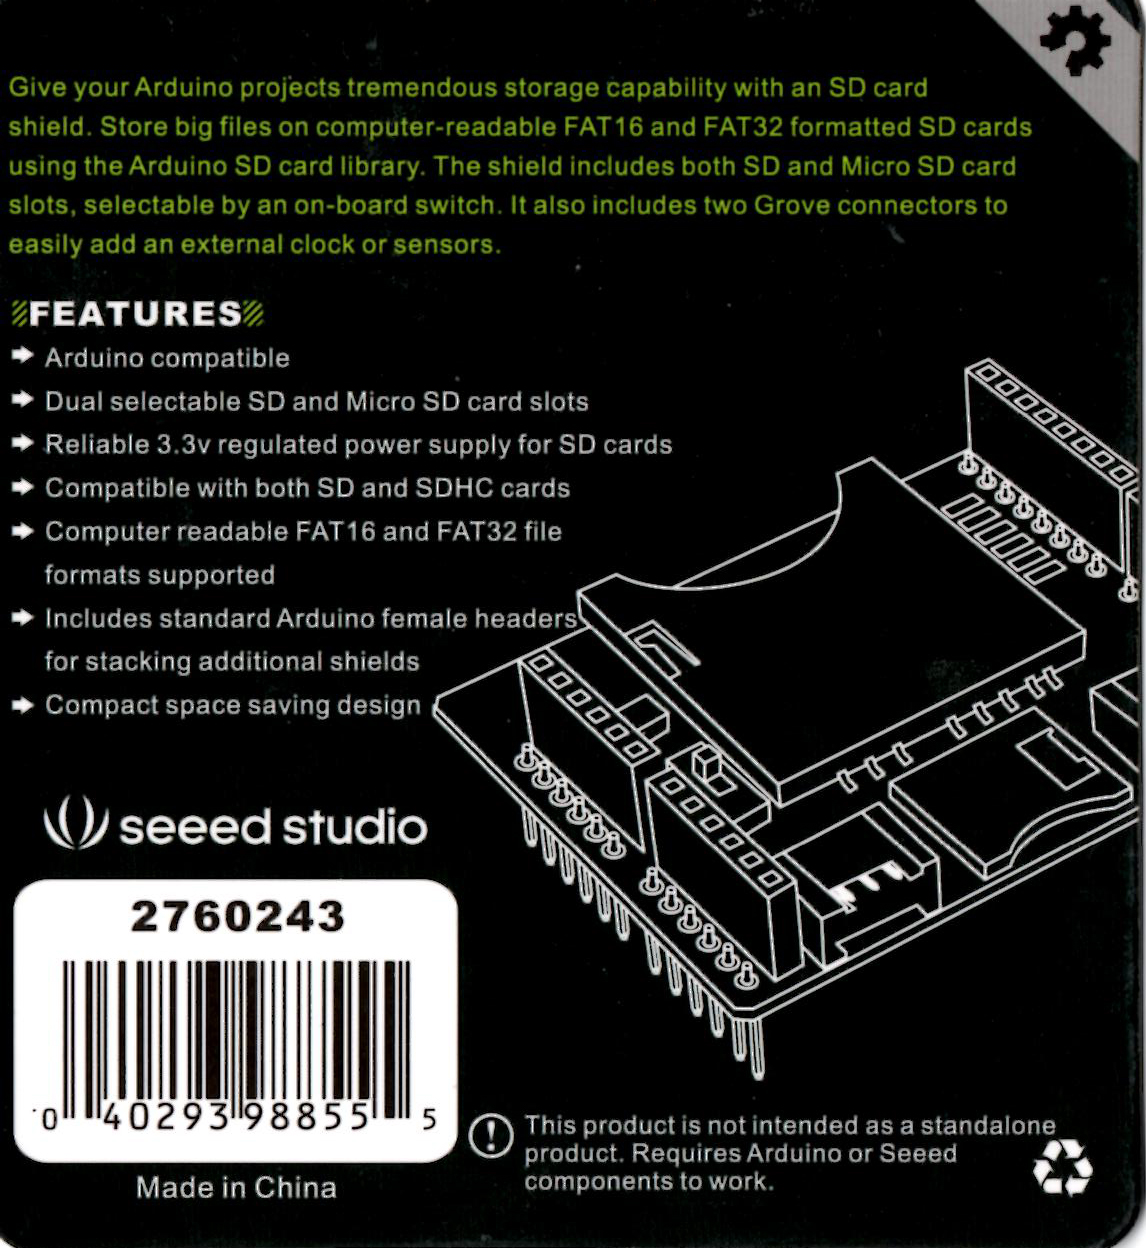 Give your Arduino projects tremendous storage capability with an SD card
shield. Store big files on computer-readable FAT16 and FAT32 formatted SD cards
using the Arduino SD card library. The shield includes both SD and Micro SD card
slots, selectable by an on-board switch. It also includes two Grove connectors to
easily add an external clock or sensors.
FEATURES
Arduino compatible
Dual selectable SD and Micro SD card slots
Reliable 3.3v regulated power supply for SD cards
Compatible with both SD and SDHC cards
Computer readable FAT16 and FAT32 file
formats supported
Includes standard Arduino female headers
for stacking additional shields
Compact space saving design
seeed studio
2760243
0 40293 98855 5
Made in China
This product is not intended as a standalone
product. Requires Arduino or Seeed
components to work.